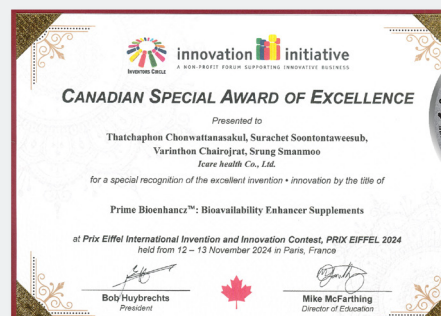 INVENTORS CIRCLE
innovation initiative
A NON-PROFIT FORUM SUPPORTING INNOVATIVE BUSINESS
CANADIAN SPECIAL AWARD OF EXCELLENCE
Presented to
Thatchaphon Chonwattanasakul, Surachet Soontontaweesub,
Varinthon Chairojrat, Srung Smanmoo
Icare health Co., Ltd.
for a special recognition of the excellent invention • innovation by the title of
Prime Bioenhancz™: Bioavailability Enhancer Supplements
at Prix Eiffel International Invention and Innovation Contest, PRIX EIFFEL 2024
held from 12 – 13 November 2024 in Paris, France
Bob Huybrechts
President
Mike McFarthing
Director of Education